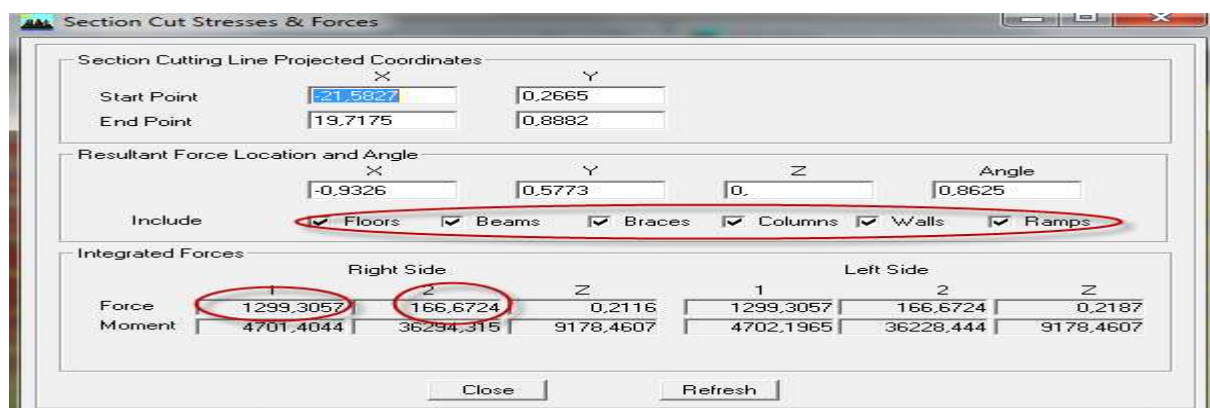 Section Cut Stresses & Forces
Section Cutting Line Projected Coordinates
X Y
Start Point -21,5827 0,2665
End Point 19,7175 0,8882
Resultant Force Location and Angle
X Y Z Angle
-0,9326 0,5773 0, 0,8625
Include Floors Beams Braces Columns Walls Ramps
Integrated Forces
Right Side Left Side
1 2 Z 1 2 Z
Force 1299,3057 166,6724 0,2116 1299,3057 166,6724 0,2187
Moment 4701,4044 36294,315 9178,4607 4702,1965 36228,444 9178,4607
Close Refresh